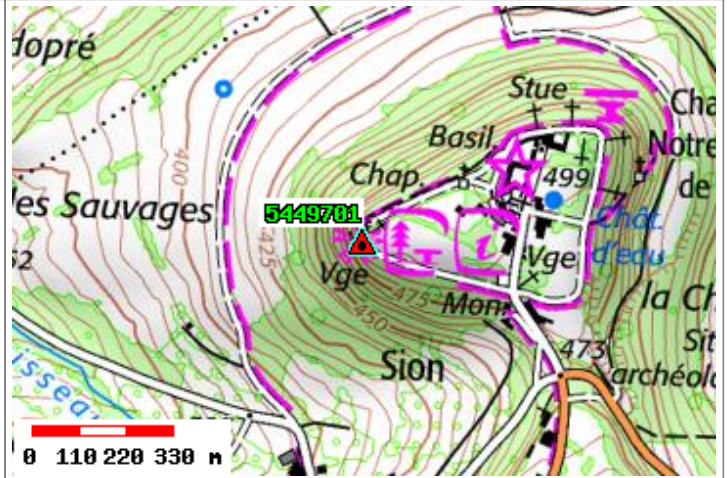 dopré
Stue
Cha
Basil
Notre
400
Chap.
499
de
les Sauvages
5449701
Chât.
d'eau
52
425
Vge
Vge
475
Mon
la Ch
450
Sit
473
archéolo
Sion
isseau
0 110 220 330 m